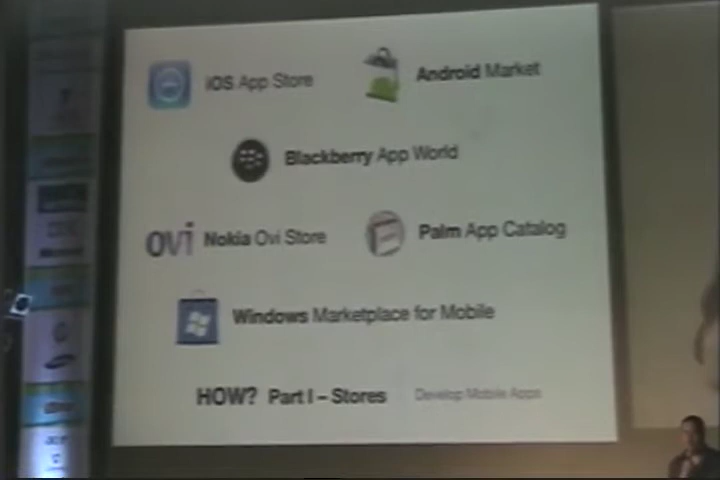 iOS App Store
Android Market
Blackberry App World
OVI Nokia Ovi Store
Palm App Catalog
Windows Marketplace for Mobile
HOW? Part I – Stores
Develop Mobile Apps